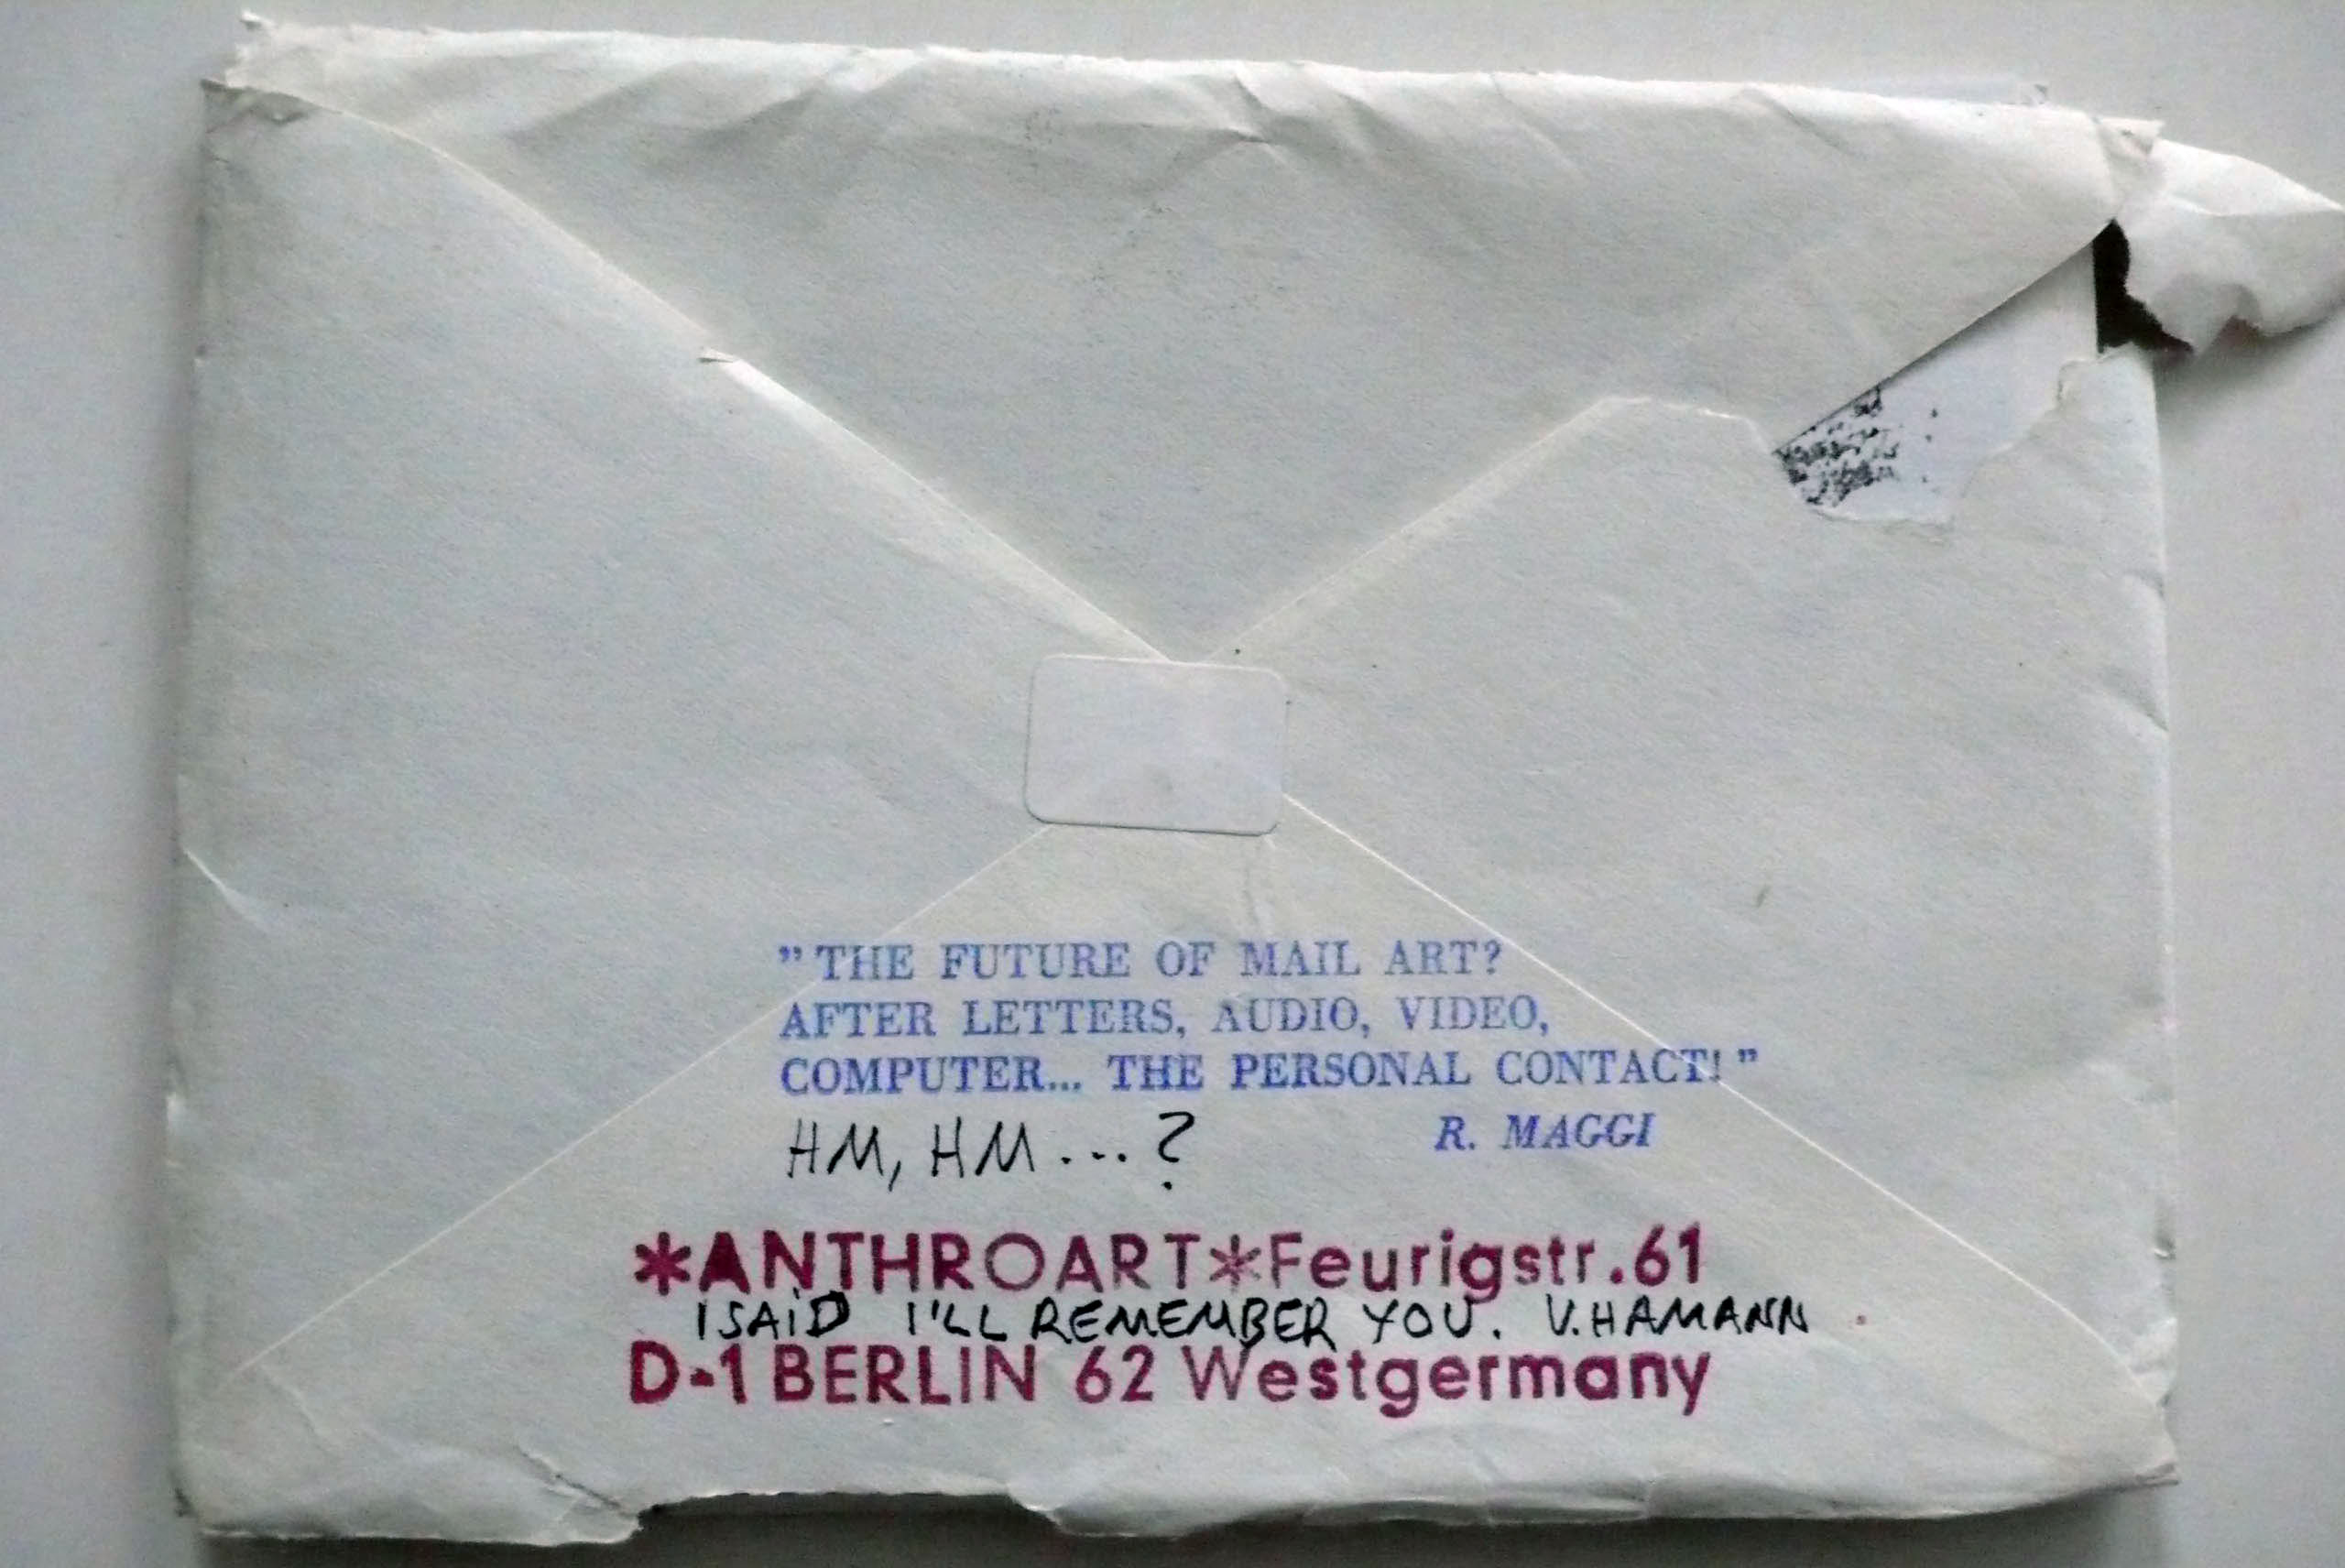 ”THE FUTURE OF MAIL ART?
AFTER LETTERS, AUDIO, VIDEO,
COMPUTER... THE PERSONAL CONTACT!”
HM, HM...? R. MAGGI
*ANTHROART*Feurigstr.61
I SAID I'LL REMEMBER YOU. V.HAMANN
D-1 BERLIN 62 Westgermany